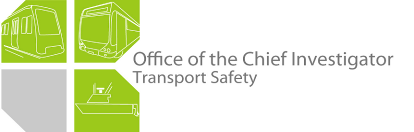 Office of the Chief Investigator
Transport Safety